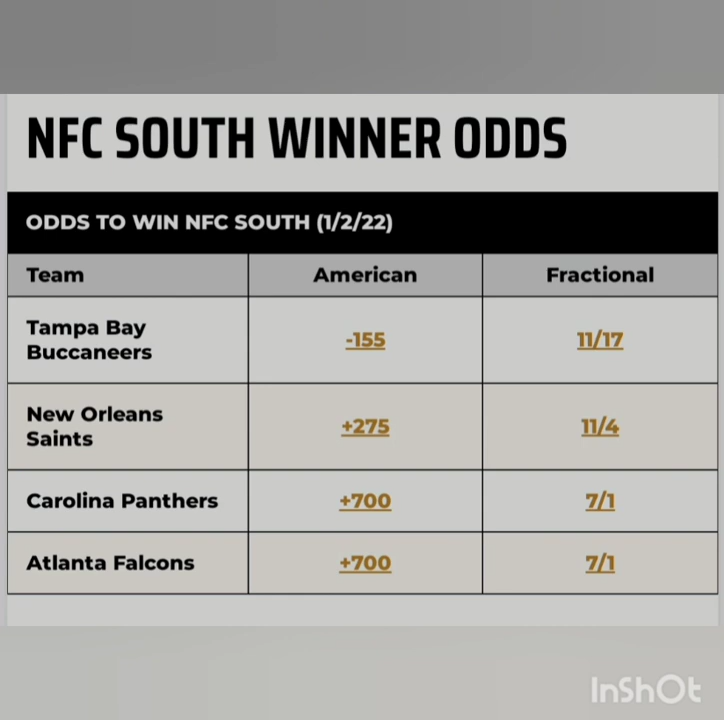 NFC SOUTH WINNER ODDS
ODDS TO WIN NFC SOUTH (1/2/22)
Team American Fractional
Tampa Bay
Buccaneers -155 11/17
New Orleans
Saints +275 11/4
Carolina Panthers +700 7/1
Atlanta Falcons +700 7/1
InShOt